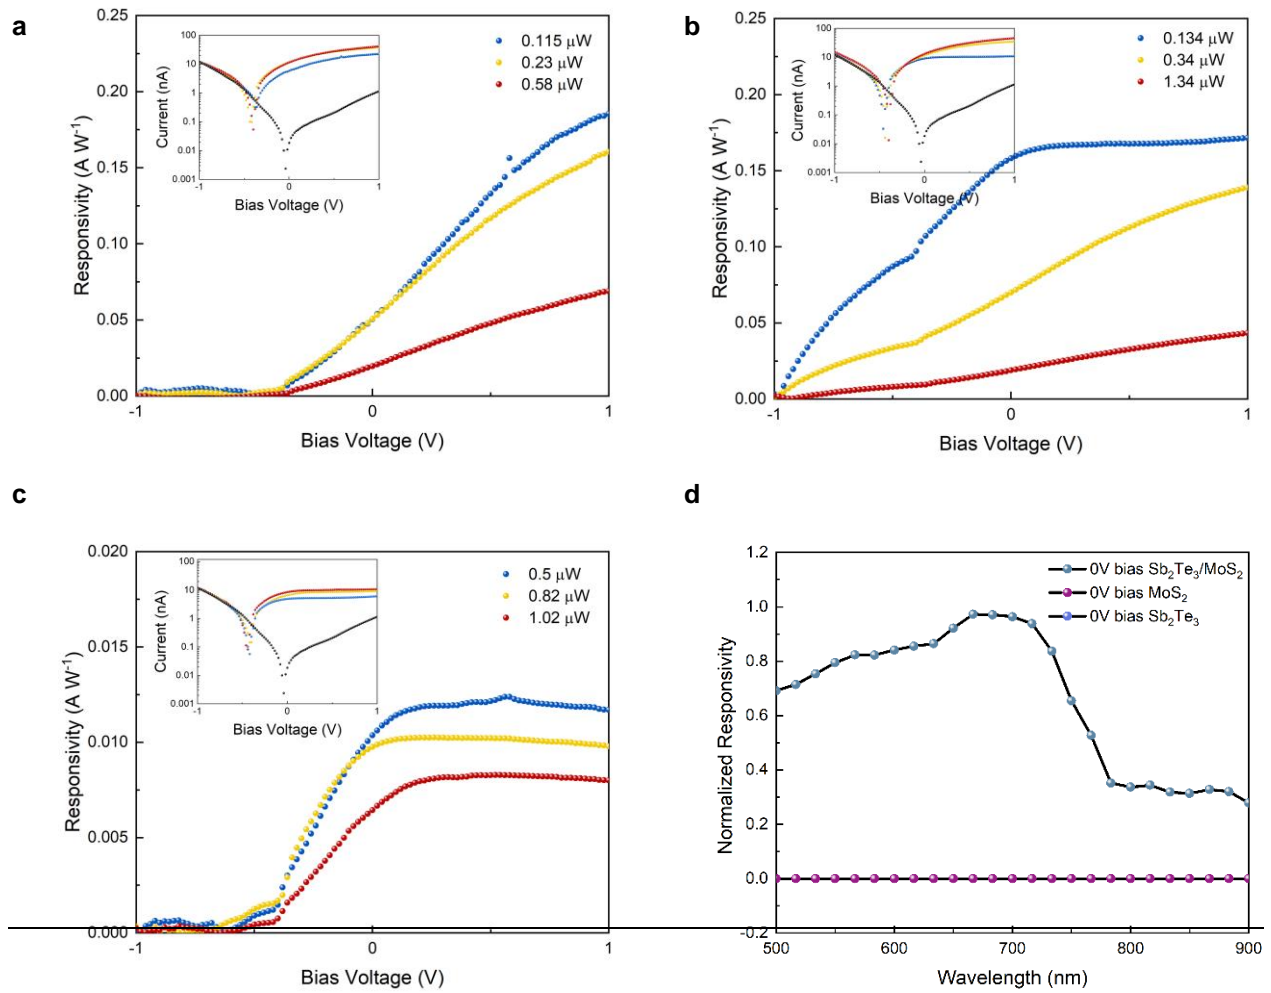 a
0.25
0.20
0.15
0.10
0.05
0.00
-1
0
1
Responsivity (A W-1)
Bias Voltage (V)
0.115 μW
0.23 μW
0.58 μW
100
10
1
0.1
0.01
0.001
-1
0
1
Current (nA)
Bias Voltage (V)
b
0.25
0.20
0.15
0.10
0.05
0.00
-1
0
1
Responsivity (A W-1)
Bias Voltage (V)
0.134 μW
0.34 μW
1.34 μW
100
10
1
0.1
0.01
0.001
-1
0
1
Current (nA)
Bias Voltage (V)
c
0.020
0.015
0.010
0.005
0.000
-1
0
1
Responsivity (A W-1)
Bias Voltage (V)
0.5 μW
0.82 μW
1.02 μW
100
10
1
0.1
0.01
0.001
-1
0
1
Current (nA)
Bias Voltage (V)
d
1.2
1.0
0.8
0.6
0.4
0.2
0.0
-0.2
500
600
700
800
900
Normalized Responsivity
Wavelength (nm)
0V bias Sb2Te3/MoS2
0V bias MoS2
0V bias Sb2Te3